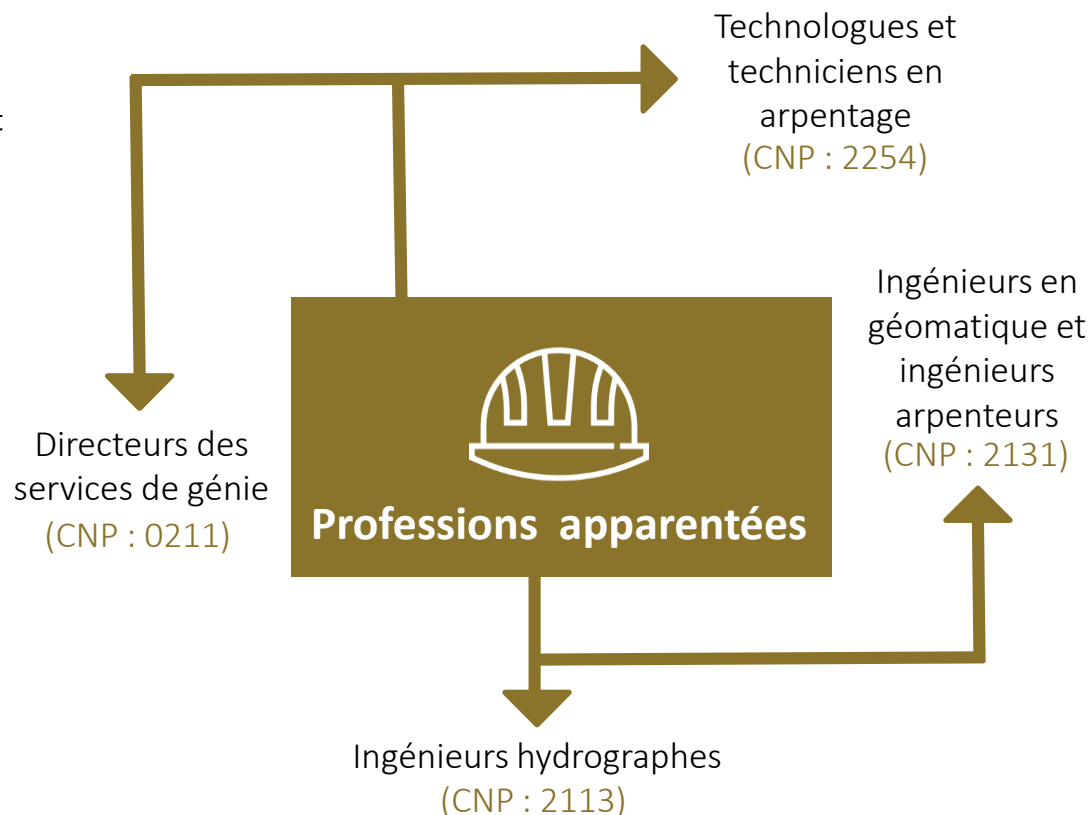 Technologues et
techniciens en
arpentage
(CNP : 2254)
t
Ingénieurs en
géomatique et
ingénieurs
arpenteurs
(CNP : 2131)
Directeurs des
services de génie
(CNP : 0211)
Professions apparentées
Ingénieurs hydrographes
(CNP : 2113)